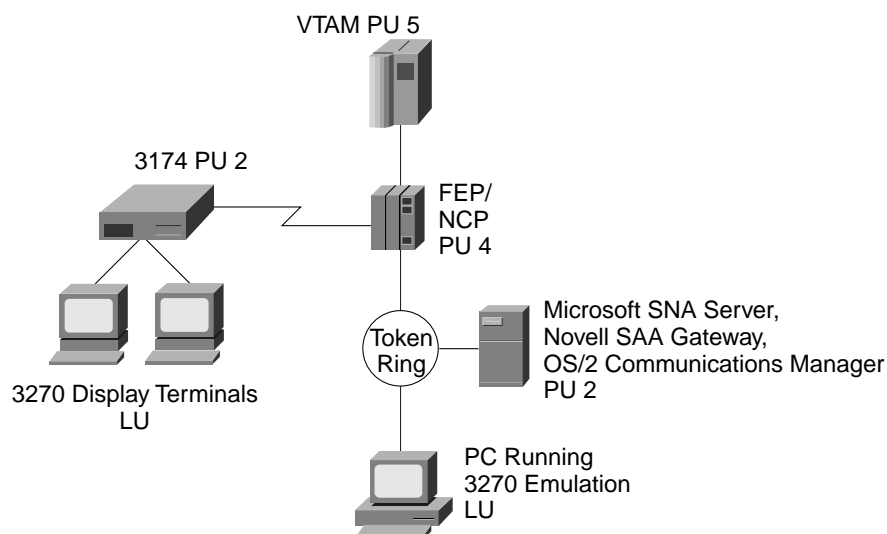 VTAM PU 5
3174 PU 2
FEP/
NCP
PU 4
Token
Ring
Microsoft SNA Server,
Novell SAA Gateway,
OS/2 Communications Manager
PU 2
3270 Display Terminals
LU
PC Running
3270 Emulation
LU